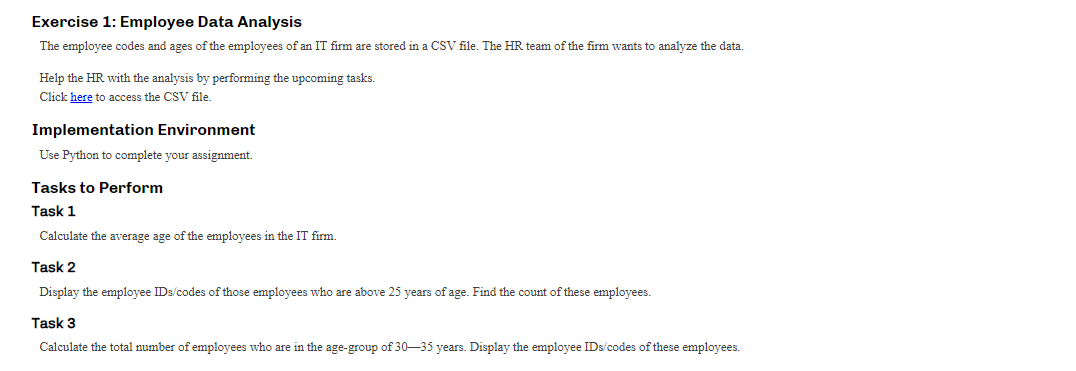 Exercise 1: Employee Data Analysis
The employee codes and ages of the employees of an IT firm are stored in a CSV file. The HR team of the firm wants to analyze the data.
Help the HR with the analysis by performing the upcoming tasks.
Click here to access the CSV file.
Implementation Environment
Use Python to complete your assignment.
Tasks to Perform
Task 1
Calculate the average age of the employees in the IT firm.
Task 2
Display the employee IDs/codes of those employees who are above 25 years of age. Find the count of these employees.
Task 3
Calculate the total number of employees who are in the age-group of 30—35 years. Display the employee IDs/codes of these employees.